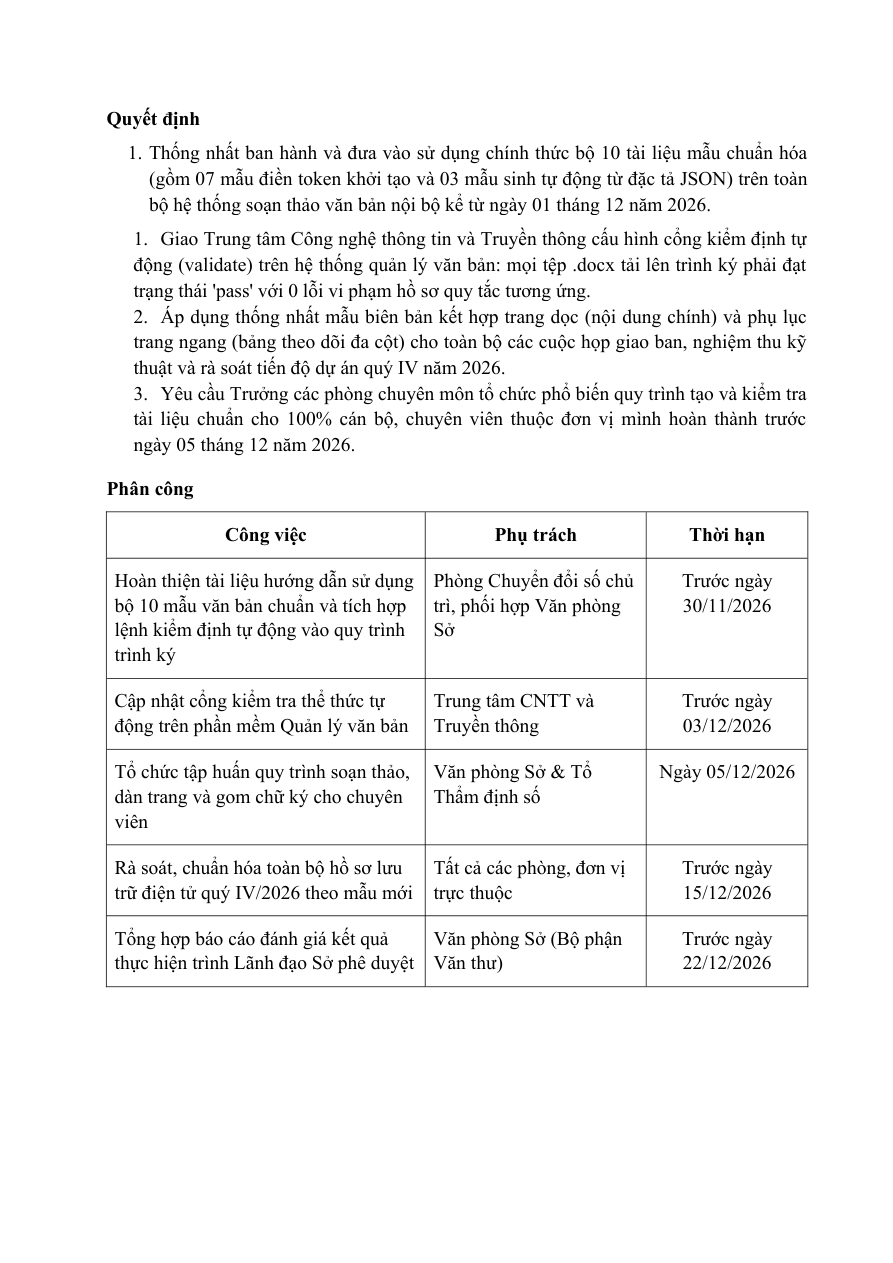 Quyết định
1. Thống nhất ban hành và đưa vào sử dụng chính thức bộ 10 tài liệu mẫu chuẩn hóa
(gồm 07 mẫu điền token khởi tạo và 03 mẫu sinh tự động từ đặc tả JSON) trên toàn
bộ hệ thống soạn thảo văn bản nội bộ kể từ ngày 01 tháng 12 năm 2026.
1. Giao Trung tâm Công nghệ thông tin và Truyền thông cấu hình cổng kiểm định tự
động (validate) trên hệ thống quản lý văn bản: mọi tệp .docx tải lên trình ký phải đạt
trạng thái 'pass' với 0 lỗi vi phạm hồ sơ quy tắc tương ứng.
2. Áp dụng thống nhất mẫu biên bản kết hợp trang dọc (nội dung chính) và phụ lục
trang ngang (bảng theo dõi đa cột) cho toàn bộ các cuộc họp giao ban, nghiệm thu kỹ
thuật và rà soát tiến độ dự án quý IV năm 2026.
3. Yêu cầu Trưởng các phòng chuyên môn tổ chức phổ biến quy trình tạo và kiểm tra
tài liệu chuẩn cho 100% cán bộ, chuyên viên thuộc đơn vị mình hoàn thành trước
ngày 05 tháng 12 năm 2026.
Phân công
Công việc
Phụ trách
Thời hạn
Hoàn thiện tài liệu hướng dẫn sử dụng
bộ 10 mẫu văn bản chuẩn và tích hợp
lệnh kiểm định tự động vào quy trình
trình ký
Phòng Chuyển đổi số chủ
trì, phối hợp Văn phòng
Sở
Trước ngày
30/11/2026
Cập nhật cổng kiểm tra thể thức tự
động trên phần mềm Quản lý văn bản
Trung tâm CNTT và
Truyền thông
Trước ngày
03/12/2026
Tổ chức tập huấn quy trình soạn thảo,
dàn trang và gom chữ ký cho chuyên
viên
Văn phòng Sở & Tổ
Thẩm định số
Ngày 05/12/2026
Rà soát, chuẩn hóa toàn bộ hồ sơ lưu
trữ điện tử quý IV/2026 theo mẫu mới
Tất cả các phòng, đơn vị
trực thuộc
Trước ngày
15/12/2026
Tổng hợp báo cáo đánh giá kết quả
thực hiện trình Lãnh đạo Sở phê duyệt
Văn phòng Sở (Bộ phận
Văn thư)
Trước ngày
22/12/2026